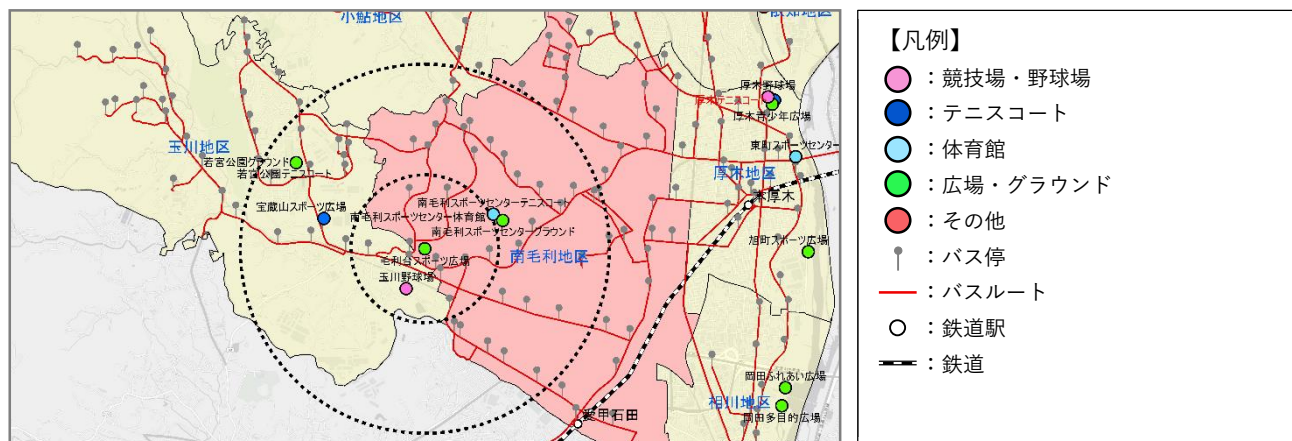 小鮎地区
依知地区
厚木野球場
厚木テニスコート
厚木青少年広場
東町スポーツセンター
玉川地区
若宮公園グラウンド
若宮公園テニスコート
厚木地区
本厚木
宝蔵山スポーツ広場
南毛利スポーツセンターテニスコート
南毛利スポーツセンター体育館
南毛利スポーツセンターグラウンド
毛利台スポーツ広場
南毛利地区
旭町スポーツ広場
玉川野球場
岡田ふれあい広場
相川地区
岡田多目的広場
愛甲石田
【凡例】
：競技場・野球場
：テニスコート
：体育館
：広場・グラウンド
：その他
：バス停
：バスルート
：鉄道駅
：鉄道